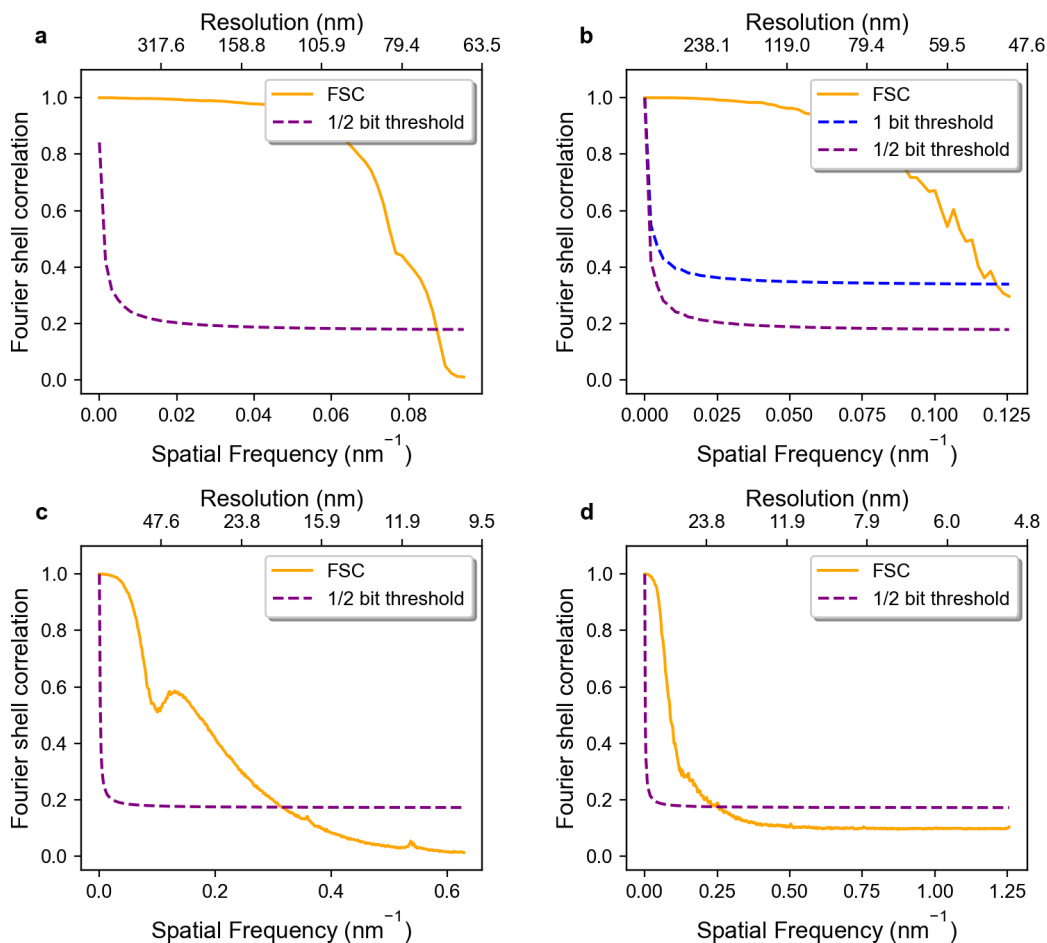 a
Resolution (nm)
317.6 158.8 105.9 79.4 63.5
FSC
1/2 bit threshold
Fourier shell correlation
1.0
0.8
0.6
0.4
0.2
0.0
0.00 0.02 0.04 0.06 0.08
Spatial Frequency (nm⁻¹)
b
Resolution (nm)
238.1 119.0 79.4 59.5 47.6
FSC
1 bit threshold
1/2 bit threshold
Fourier shell correlation
1.0
0.8
0.6
0.4
0.2
0.0
0.000 0.025 0.050 0.075 0.100 0.125
Spatial Frequency (nm⁻¹)
c
Resolution (nm)
47.6 23.8 15.9 11.9 9.5
FSC
1/2 bit threshold
Fourier shell correlation
1.0
0.8
0.6
0.4
0.2
0.0
0.0 0.2 0.4 0.6
Spatial Frequency (nm⁻¹)
d
Resolution (nm)
23.8 11.9 7.9 6.0 4.8
FSC
1/2 bit threshold
Fourier shell correlation
1.0
0.8
0.6
0.4
0.2
0.0
0.00 0.25 0.50 0.75 1.00 1.25
Spatial Frequency (nm⁻¹)